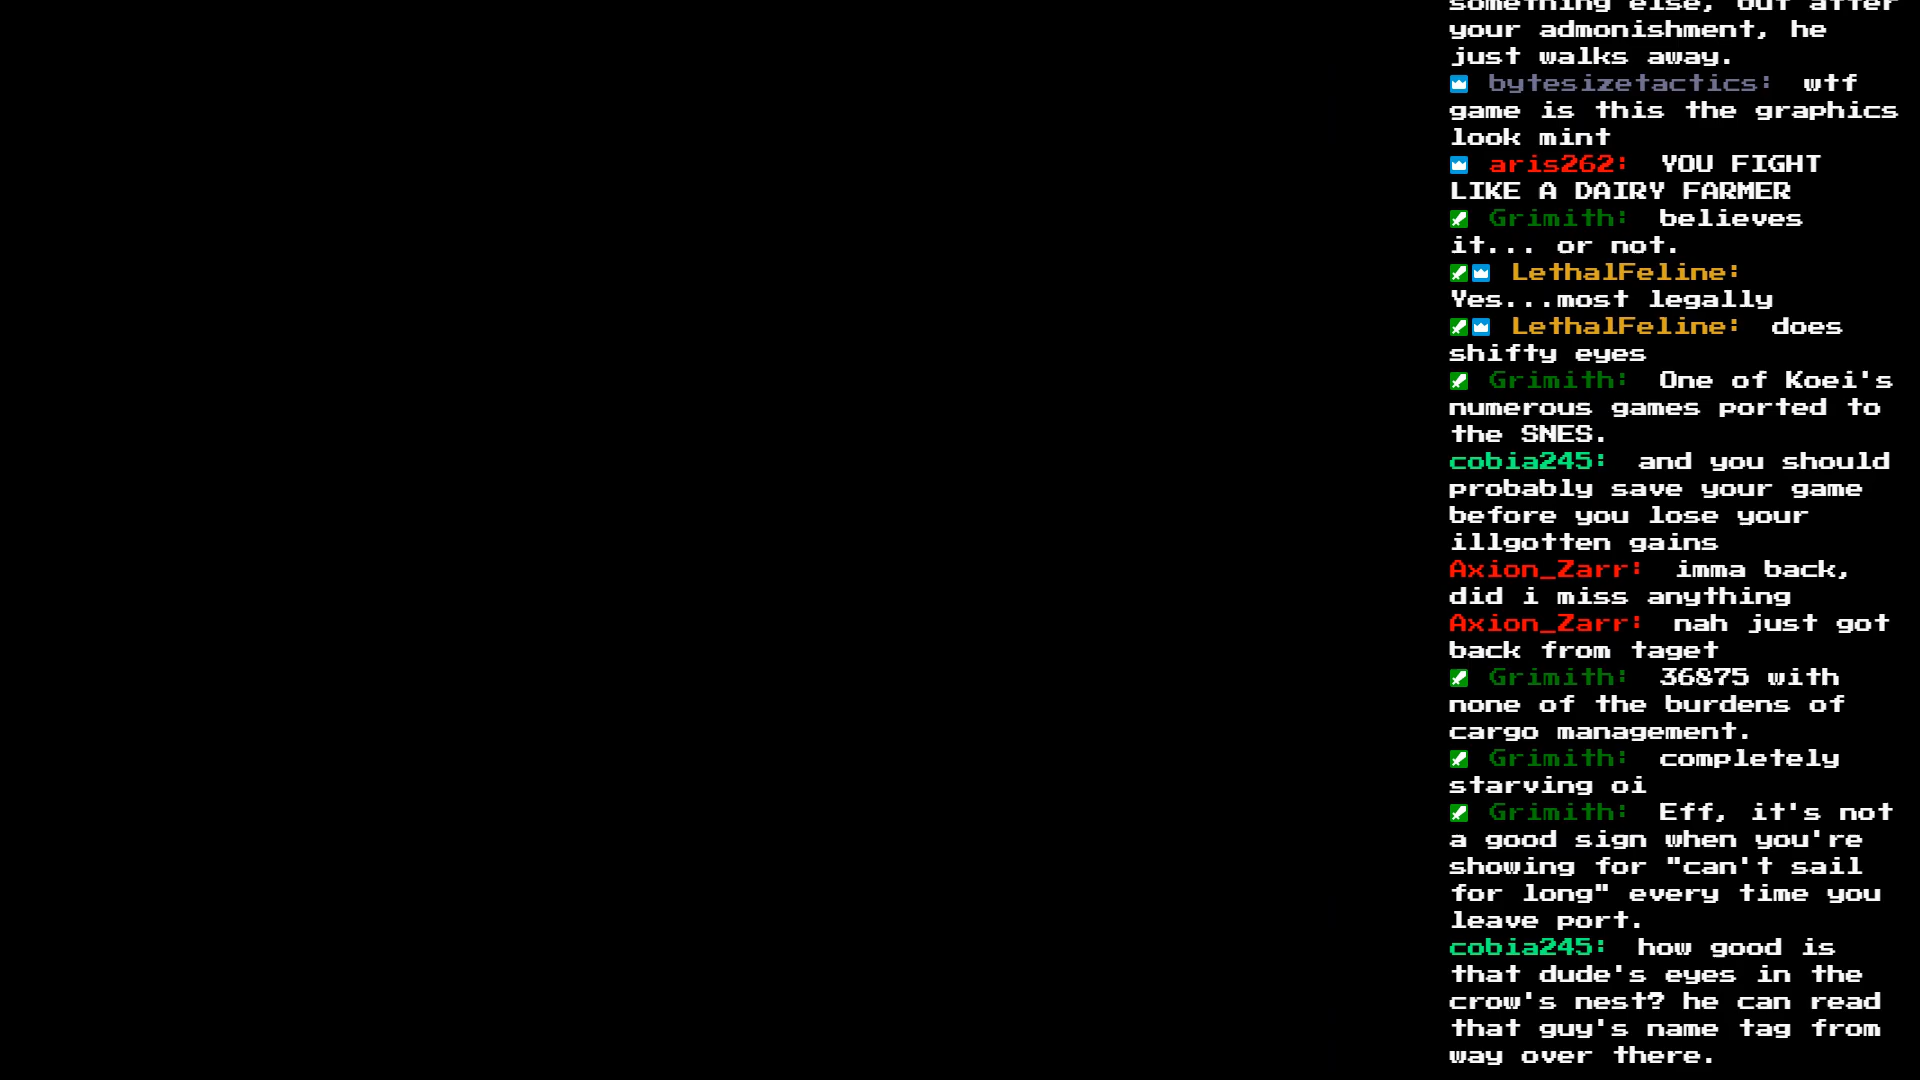 something else, but after
your admonishment, he
just walks away.
bytesizetactics: wtf
game is this the graphics
look mint
aris262: YOU FIGHT
LIKE A DAIRY FARMER
Grimith: believes
it... or not.
LethalFeline:
Yes...most legally
LethalFeline: does
shifty eyes
Grimith: One of Koei's
numerous games ported to
the SNES.
cobia245: and you should
probably save your game
before you lose your
illgotten gains
Axion_Zarr: imma back,
did i miss anything
Axion_Zarr: nah just got
back from taget
Grimith: 36875 with
none of the burdens of
cargo management.
Grimith: completely
starving oi
Grimith: Eff, it's not
a good sign when you're
showing for "can't sail
for long" every time you
leave port.
cobia245: how good is
that dude's eyes in the
crow's nest? he can read
that guy's name tag from
way over there.